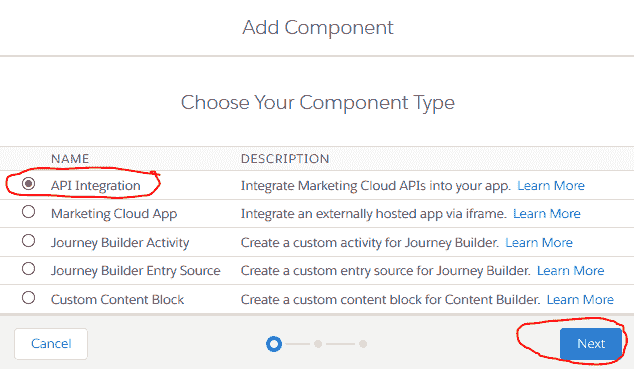 Add Component
Choose Your Component Type
NAME DESCRIPTION
API Integration Integrate Marketing Cloud APIs into your app. Learn More
Marketing Cloud App Integrate an externally hosted app via iframe. Learn More
Journey Builder Activity Create a custom activity for Journey Builder. Learn More
Journey Builder Entry Source Create a custom entry source for Journey Builder. Learn More
Custom Content Block Create a custom content block for Content Builder. Learn More
Cancel Next